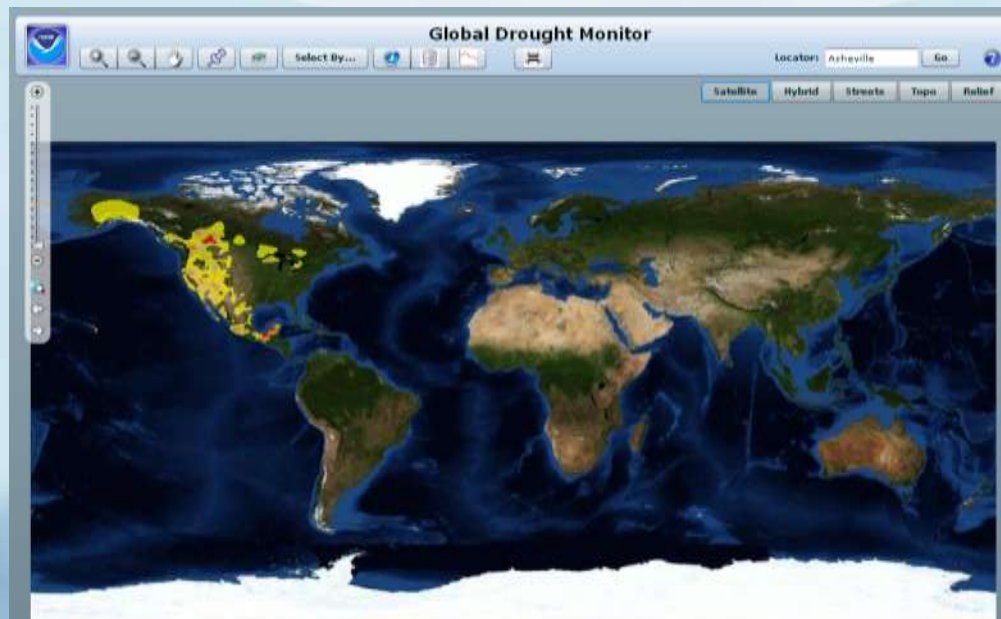 Global Drought Monitor
Select By...
Locator: Asheville Go
Satellite Hybrid Streets Topo Relief